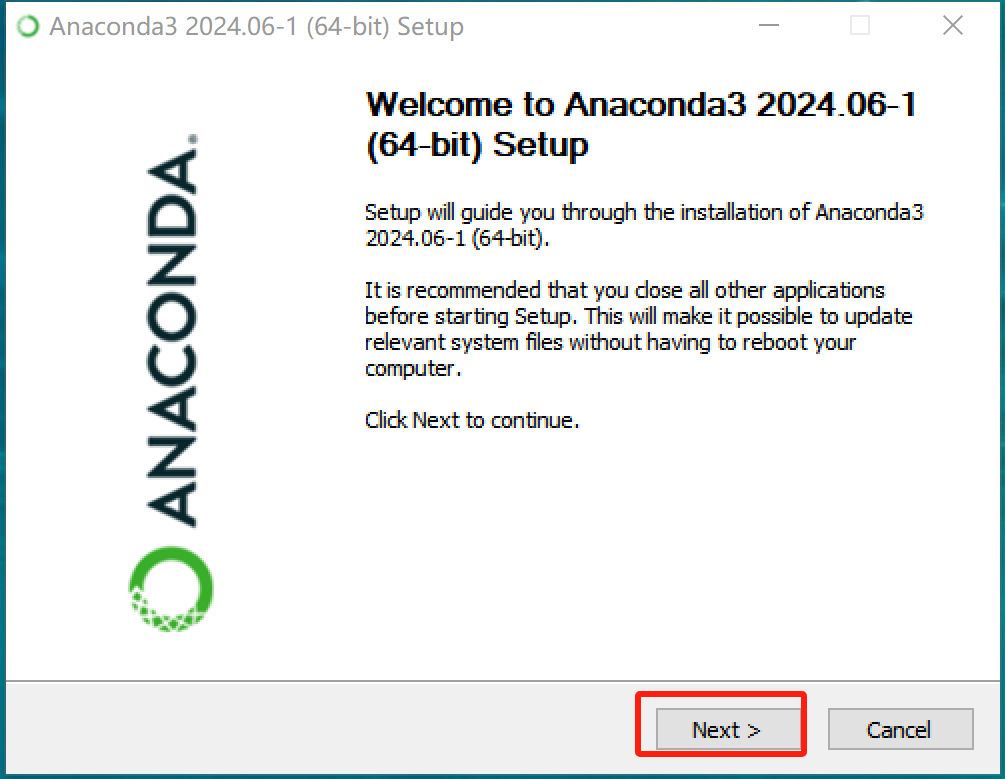 Anaconda3 2024.06-1 (64-bit) Setup
ANACONDA.
Welcome to Anaconda3 2024.06-1
(64-bit) Setup
Setup will guide you through the installation of Anaconda3
2024.06-1 (64-bit).
It is recommended that you close all other applications
before starting Setup. This will make it possible to update
relevant system files without having to reboot your
computer.
Click Next to continue.
Next >
Cancel